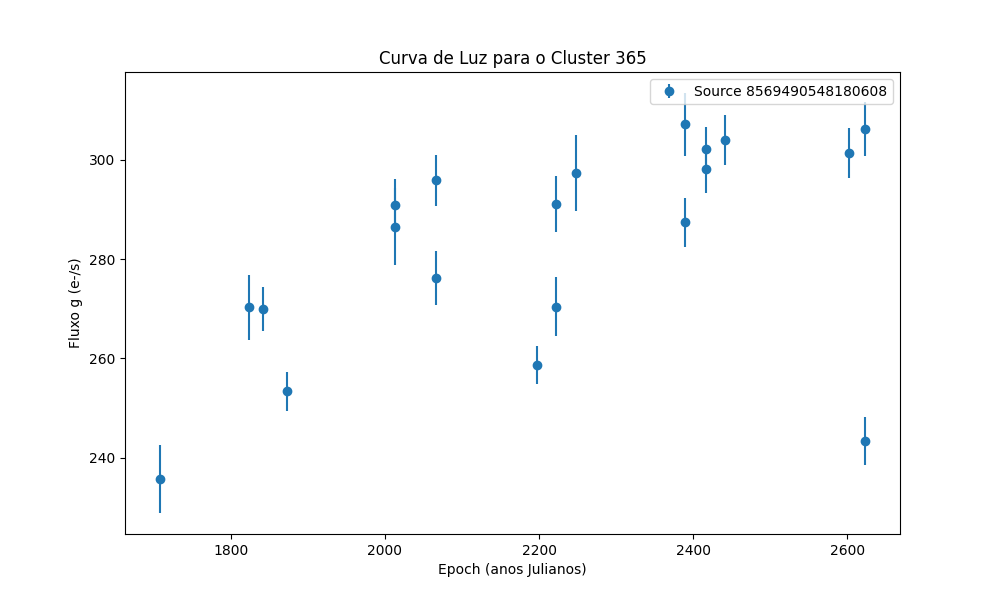 Curva de Luz para o Cluster 365
Source 8569490548180608
Fluxo g (e-/s)
300
280
260
240
1800
2000
2200
2400
2600
Epoch (anos Julianos)